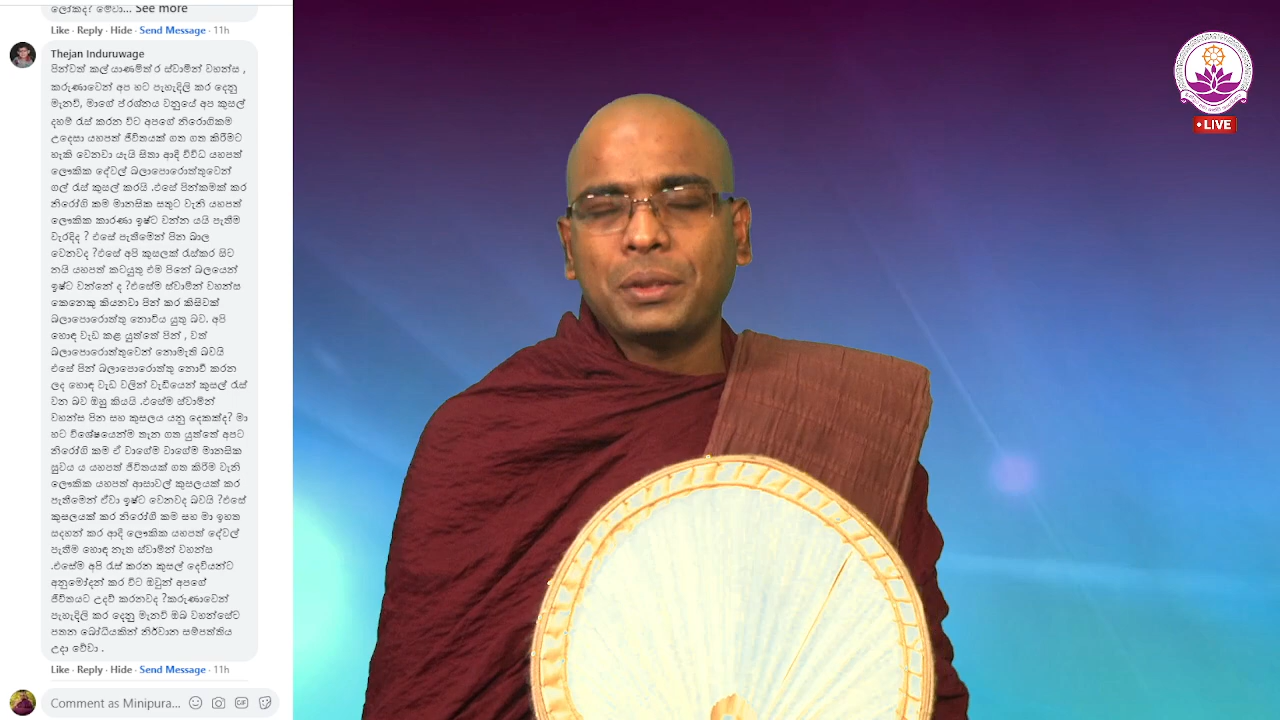 ලෝකද? මේවා... See more
Like · Reply · Hide · Send Message · 11h
Thejan Induruwage
පින්වත් කල් යාණමිත් ර ස්වාමීන් වහන්ස ,
කරුණාවෙන් අප හට පැහැදිලි කර දෙනු
මැනවි, මාගේ ප්රශ්නය වනුයේ අප කුසල්
දහම් රැස් කරන විට අපගේ නිරොගිකම
උදෙසා යහපත් ජීවිතයක් ගත ගත කිරීමට
හැකි වෙනවා යැයි සිතා ආදී විවිධ යහපත්
ලෞකික දේවල් බලාපොරොත්තුවෙන්
ගල් රැස් කුසල් කරයි .එසේ පින්කමක් කර
නිරෝගී කම මානසික සතුට වැනි යහපත්
ලෞකික කාරණා ඉෂ්ට වන්න යයි පැතීම
වැරදිද ? එසේ පැතීමෙන් පින බාල
වෙනවද ?එසේ අපි කුසලක් රැස්කර සිට
නයි යහපත් කටයුතු එම පිනේ බලයෙන්
ඉෂ්ට වන්නේ ද ?එසේම ස්වාමීන් වහන්ස
කෙනෙකු කියනවා පින් කර කිසිවක්
බලාපොරොත්තු නොවිය යුතු බව. අපි
හොඳ වැඩ කළ යුත්තේ පින් , වත්
බලාපොරොත්තුවෙන් නොමැති බවයි
එසේ පින් බලාපොරොත්තු නොවී කරන
ලද හොඳ වැඩ වලින් වැඩියෙන් කුසල් රැස්
වන බව ඔහු කියයි .එසේම ස්වාමීන්
වහන්ස පින සහ කුසලය යනු දෙකක්ද? මා
හට විශේෂයෙන්ම දැන ගත යුත්තේ අපට
නිරෝගී කම ඒ වාගේම වාගේම මානසික
සුවය ය යහපත් ජීවිතයක් ගත කිරීම වැනි
ලෞකික යහපත් ආසාවල් කුසලයක් කර
පැතීමෙන් ඒවා ඉෂ්ට වෙනවද බවයි ?එසේ
කුසලයක් කර නිරෝගී කම සහ මා ඉහත
සදහන් කර ආදී ලෞකික යහපත් දේවල්
පැතීම හොඳ නැත ස්වාමීන් වහන්ස
.එසේම අපි රැස් කරන කුසල් දෙවියන්ට
අනුමෝදන් කර විට ඔවුන් අපගේ
ජීවිතයට උදව් කරනවද ?කරුණාවෙන්
පැහැදිලි කර දෙනු මැනවි ඔබ වහන්සේට
පතන බෝධියකින් නිර්වාන සම්පත්තිය
උදා වේවා .
Like · Reply · Hide · Send Message · 11h
Comment as Minipura...
LIVE